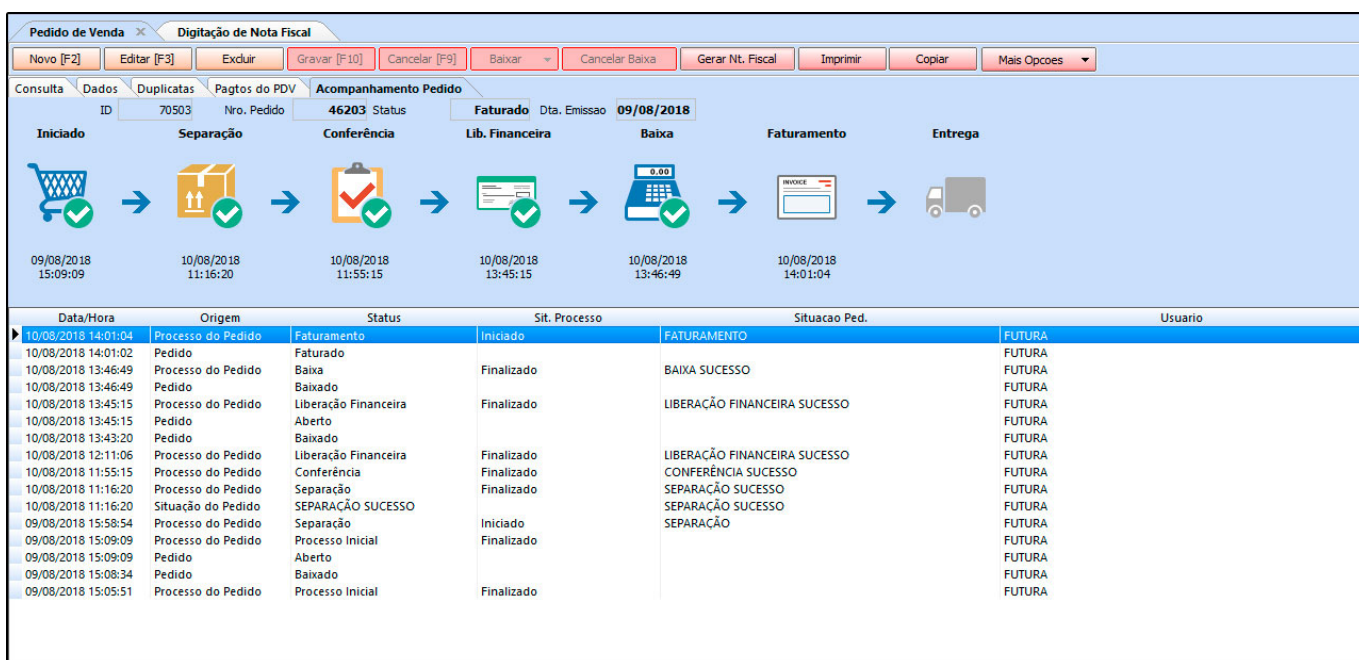 Pedido de Venda Digitação de Nota Fiscal
Novo [F2] Editar [F3] Excluir Gravar [F10] Cancelar [F9] Baixar Cancelar Baixa Gerar Nt. Fiscal Imprimir Copiar Mais Opcoes
Consulta Dados Duplicatas Pagtos do PDV Acompanhamento Pedido
ID 70503 Nro. Pedido 46203 Status Faturado Dta. Emissao 09/08/2018
Iniciado Separação Conferência Lib. Financeira Baixa Faturamento Entrega
0.00
INVOICE
09/08/2018 10/08/2018 10/08/2018 10/08/2018 10/08/2018 10/08/2018
15:09:09 11:16:20 11:55:15 13:45:15 13:46:49 14:01:04
Data/Hora Origem Status Sit. Processo Situacao Ped. Usuario
10/08/2018 14:01:04 Processo do Pedido Faturamento Iniciado FATURAMENTO FUTURA
10/08/2018 14:01:02 Pedido Faturado FUTURA
10/08/2018 13:46:49 Processo do Pedido Baixa Finalizado BAIXA SUCESSO FUTURA
10/08/2018 13:46:49 Pedido Baixado FUTURA
10/08/2018 13:45:15 Processo do Pedido Liberação Financeira Finalizado LIBERAÇÃO FINANCEIRA SUCESSO FUTURA
10/08/2018 13:45:15 Pedido Aberto FUTURA
10/08/2018 13:43:20 Pedido Baixado FUTURA
10/08/2018 12:11:06 Processo do Pedido Liberação Financeira Finalizado LIBERAÇÃO FINANCEIRA SUCESSO FUTURA
10/08/2018 11:55:15 Processo do Pedido Conferência Finalizado CONFERÊNCIA SUCESSO FUTURA
10/08/2018 11:16:20 Processo do Pedido Separação Finalizado SEPARAÇÃO SUCESSO FUTURA
10/08/2018 11:16:20 Situação do Pedido SEPARAÇÃO SUCESSO SEPARAÇÃO SUCESSO FUTURA
09/08/2018 15:58:54 Processo do Pedido Separação Iniciado SEPARAÇÃO FUTURA
09/08/2018 15:09:09 Processo do Pedido Processo Inicial Finalizado FUTURA
09/08/2018 15:09:09 Pedido Aberto FUTURA
09/08/2018 15:08:34 Pedido Baixado FUTURA
09/08/2018 15:05:51 Processo do Pedido Processo Inicial Finalizado FUTURA